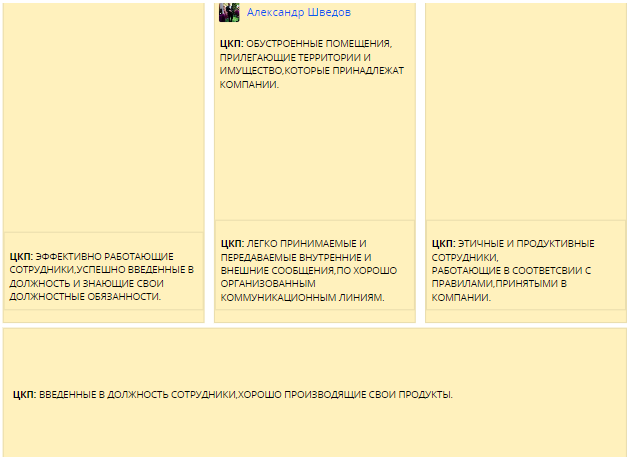 Александр Шведов
ЦКП: ОБУСТРОЕННЫЕ ПОМЕЩЕНИЯ,
ПРИЛЕГАЮЩИЕ ТЕРРИТОРИИ И
ИМУЩЕСТВО,КОТОРЫЕ ПРИНАДЛЕЖАТ
КОМПАНИИ.
ЦКП: ЭФФЕКТИВНО РАБОТАЮЩИЕ
СОТРУДНИКИ,УСПЕШНО ВВЕДЕННЫЕ В
ДОЛЖНОСТЬ И ЗНАЮЩИЕ СВОИ
ДОЛЖНОСТНЫЕ ОБЯЗАННОСТИ.
ЦКП: ЛЕГКО ПРИНИМАЕМЫЕ И
ПЕРЕДАВАЕМЫЕ ВНУТРЕННИЕ И
ВНЕШНИЕ СООБЩЕНИЯ,ПО ХОРОШО
ОРГАНИЗОВАННЫМ
КОММУНИКАЦИОННЫМ ЛИНИЯМ.
ЦКП: ЭТИЧНЫЕ И ПРОДУКТИВНЫЕ
СОТРУДНИКИ,
РАБОТАЮЩИЕ В СООТВЕТСВИИ С
ПРАВИЛАМИ,ПРИНЯТЫМИ В
КОМПАНИИ.
ЦКП: ВВЕДЕННЫЕ В ДОЛЖНОСТЬ СОТРУДНИКИ,ХОРОШО ПРОИЗВОДЯЩИЕ СВОИ ПРОДУКТЫ.